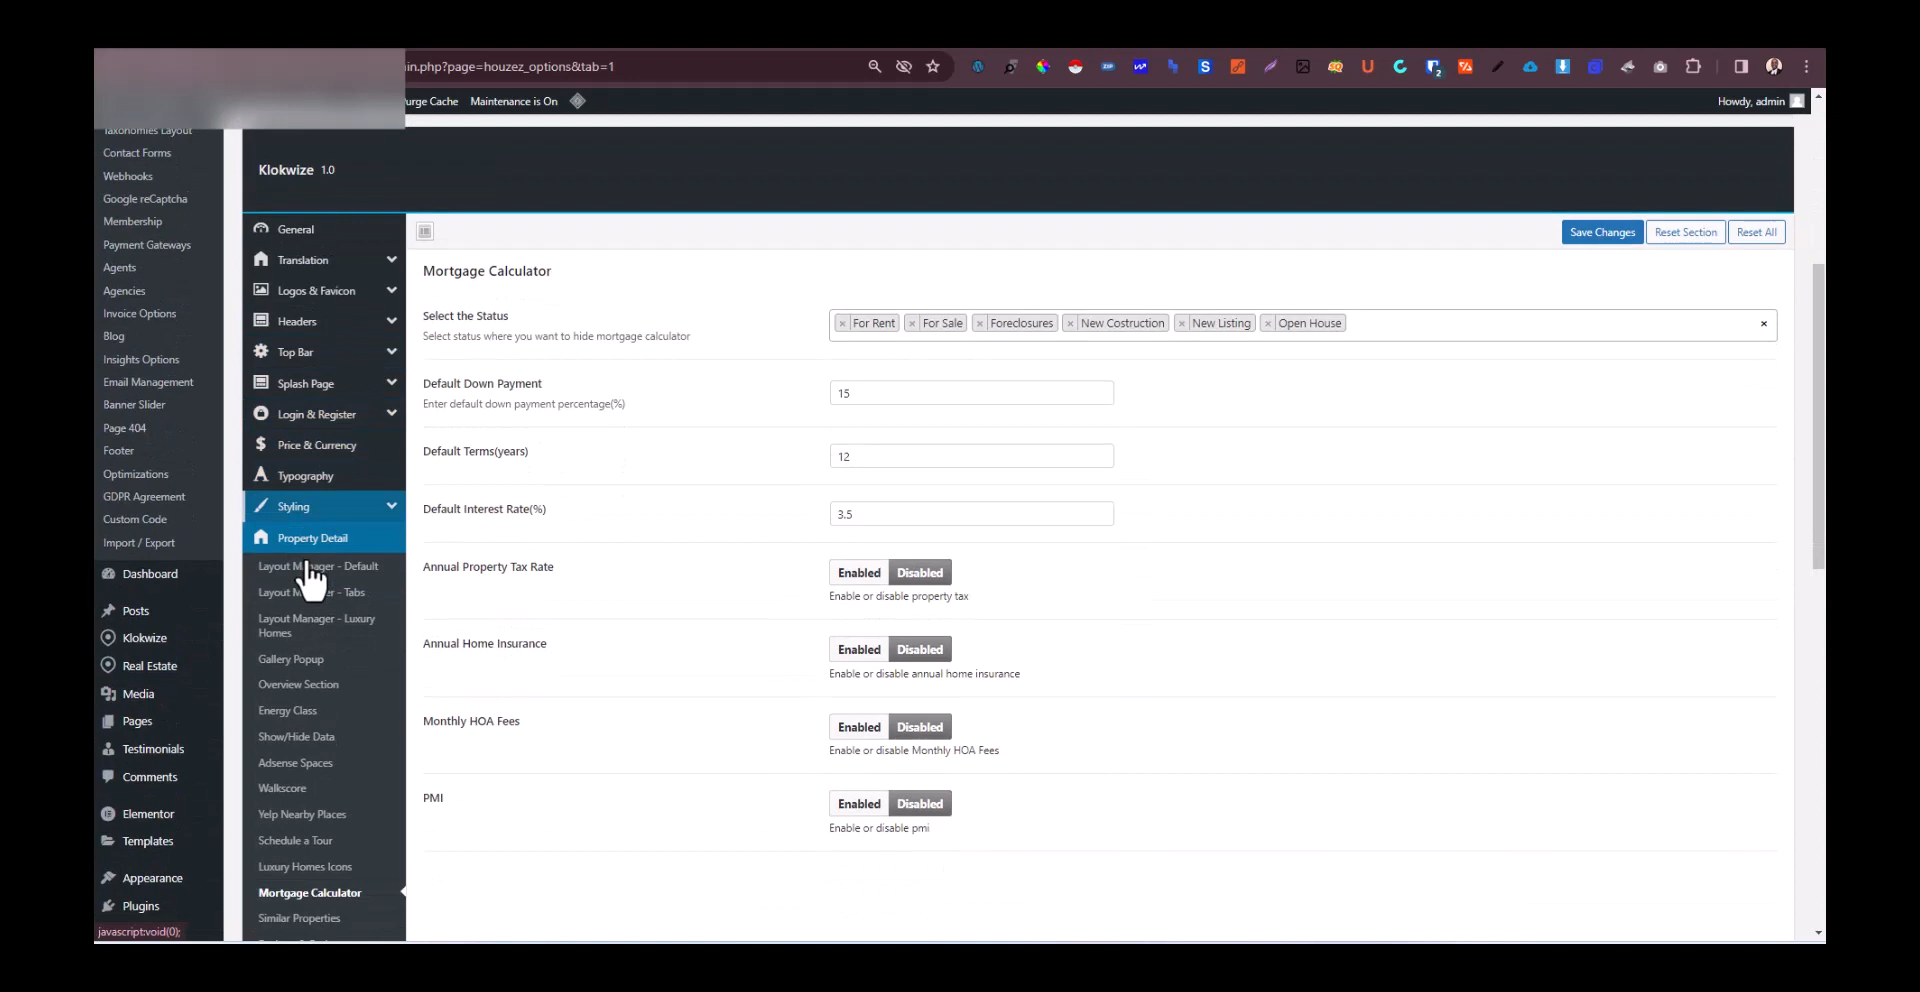 in.php?page=houzez_options&tab=1
urge Cache Maintenance is On
Howdy, admin
Taxonomies Layout
Contact Forms
Webhooks
Google reCaptcha
Membership
Payment Gateways
Agents
Agencies
Invoice Options
Blog
Insights Options
Email Management
Banner Slider
Page 404
Footer
Optimizations
GDPR Agreement
Custom Code
Import / Export
Dashboard
Posts
Klokwize
Real Estate
Media
Pages
Testimonials
Comments
Elementor
Templates
Appearance
Plugins
javascript:void(0);
Klokwize 1.0
General
Translation
Logos & Favicon
Headers
Top Bar
Splash Page
Login & Register
Price & Currency
Typography
Styling
Property Detail
Layout Manager - Default
Layout M r - Tabs
Layout Manager - Luxury
Homes
Gallery Popup
Overview Section
Energy Class
Show/Hide Data
Adsense Spaces
Walkscore
Yelp Nearby Places
Schedule a Tour
Luxury Homes Icons
Mortgage Calculator
Similar Properties
Save Changes Reset Section Reset All
Mortgage Calculator
Select the Status
Select status where you want to hide mortgage calculator
× For Rent × For Sale × Foreclosures × New Costruction × New Listing × Open House ×
Default Down Payment
Enter default down payment percentage(%)
15
Default Terms(years)
12
Default Interest Rate(%)
3.5
Annual Property Tax Rate
Enabled Disabled
Enable or disable property tax
Annual Home Insurance
Enabled Disabled
Enable or disable annual home insurance
Monthly HOA Fees
Enabled Disabled
Enable or disable Monthly HOA Fees
PMI
Enabled Disabled
Enable or disable pmi